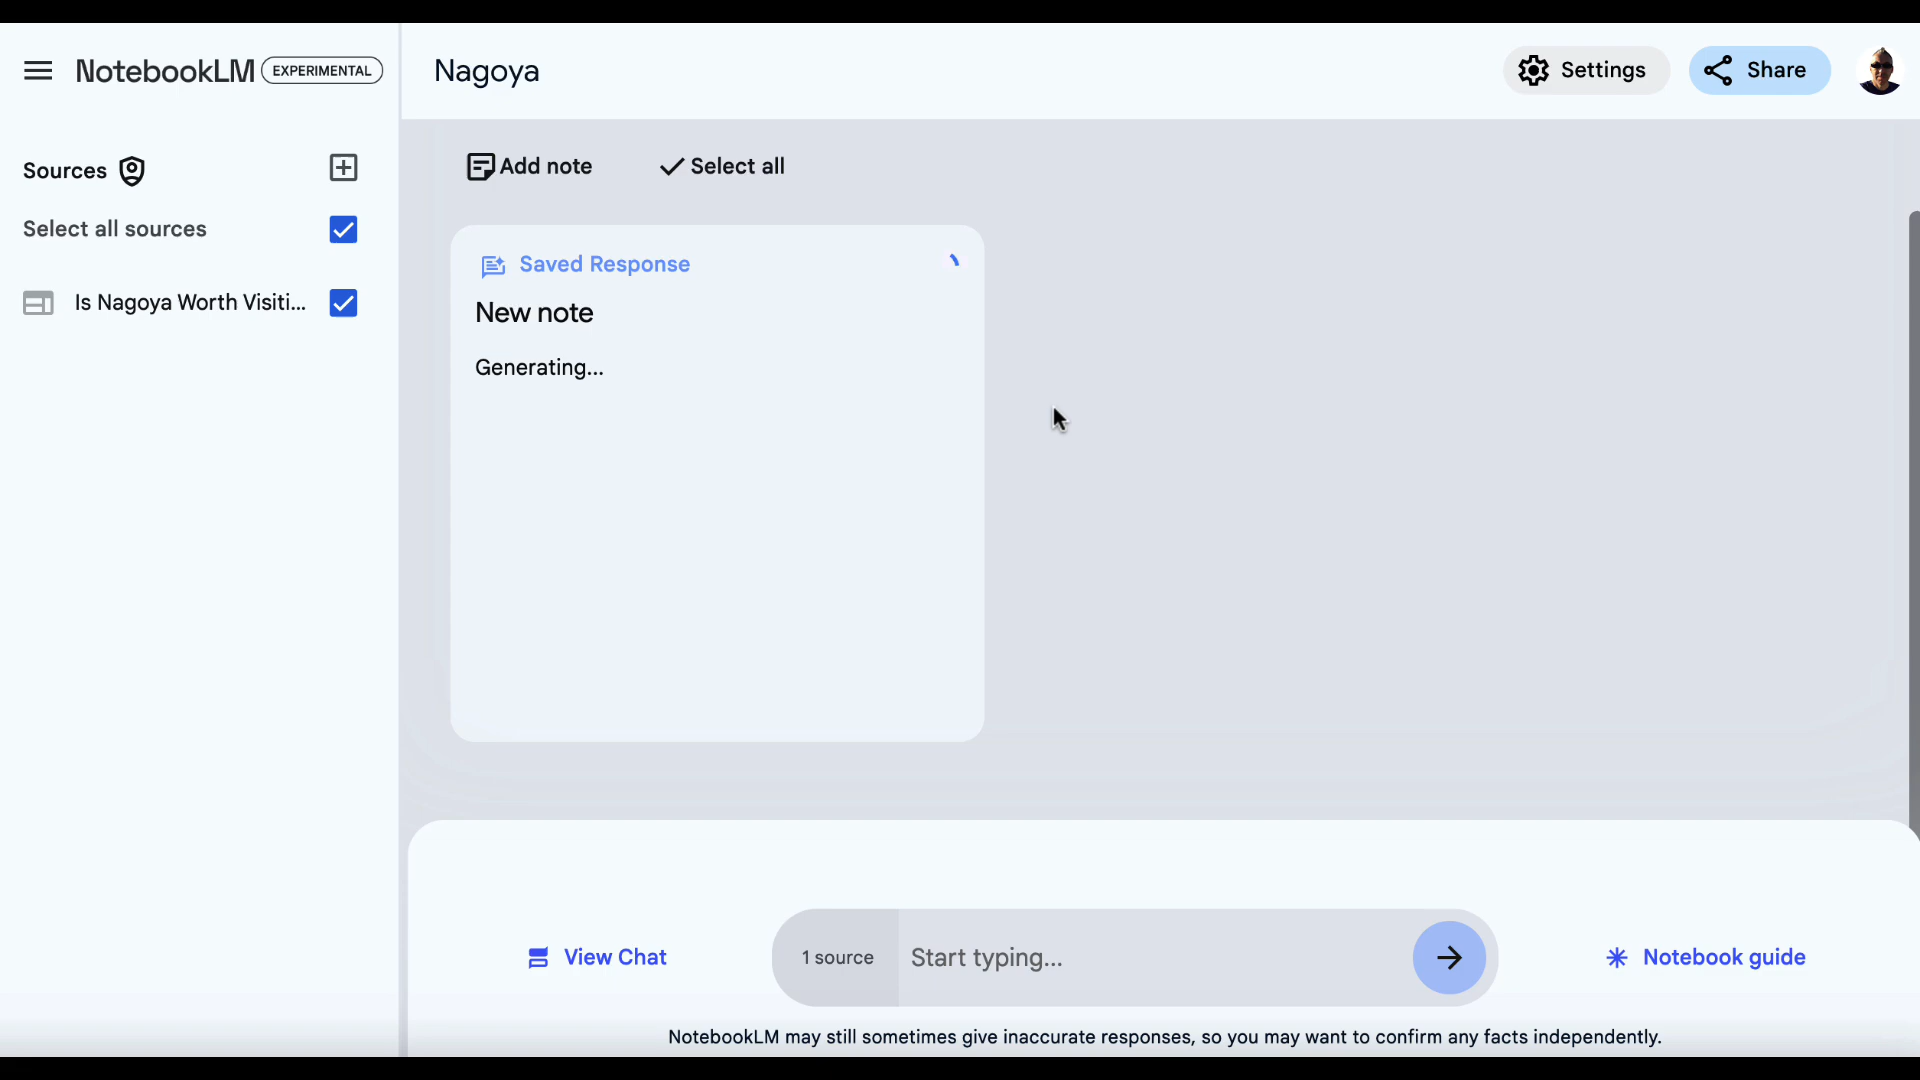 NotebookLM EXPERIMENTAL
Nagoya
Settings
Share
Sources
Select all sources
Is Nagoya Worth Visiti...
Add note
Select all
Saved Response
New note
Generating...
View Chat
1 source
Start typing...
Notebook guide
NotebookLM may still sometimes give inaccurate responses, so you may want to confirm any facts independently.